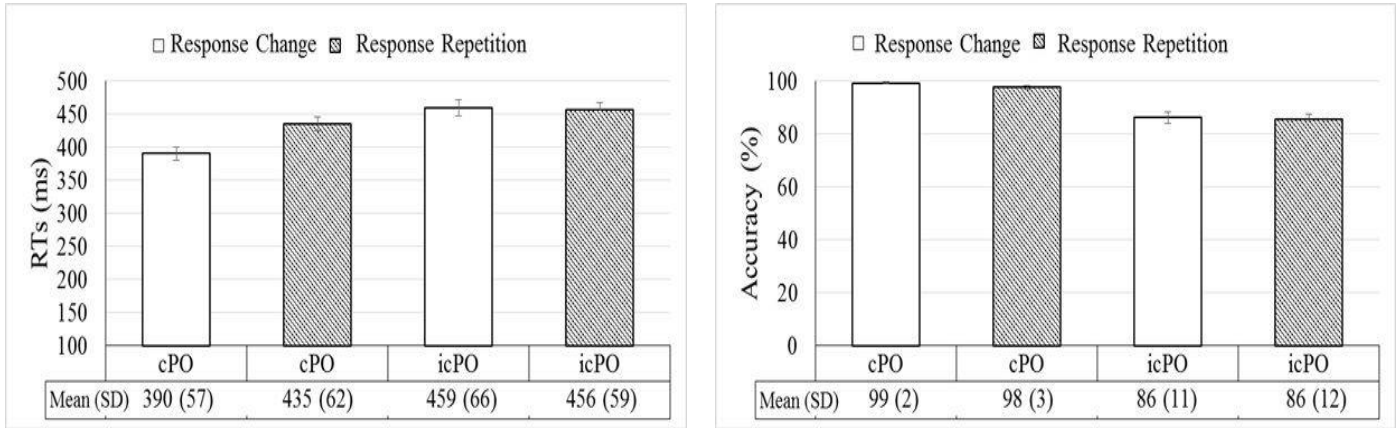 Response Change Response Repetition
500
450
400
350
300
250
200
150
100
RTs (ms)
cPO cPO icPO icPO
Mean (SD) 390 (57) 435 (62) 459 (66) 456 (59)
Response Change Response Repetition
100
80
60
40
20
0
Accuracy (%)
cPO cPO icPO icPO
Mean (SD) 99 (2) 98 (3) 86 (11) 86 (12)